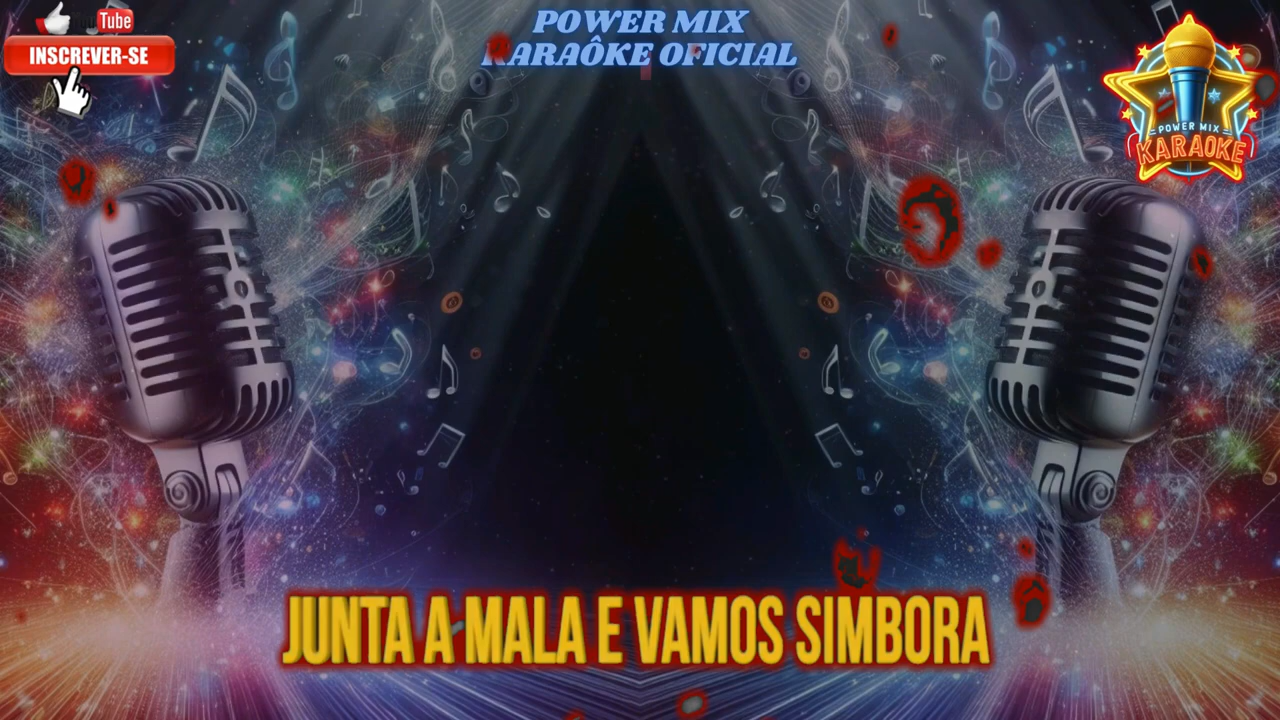 YouTube
INSCREVER-SE
POWER MIX
KARAÔKE OFICIAL
POWER MIX
KARAOKE
JUNTA A MALA E VAMOS SIMBORA